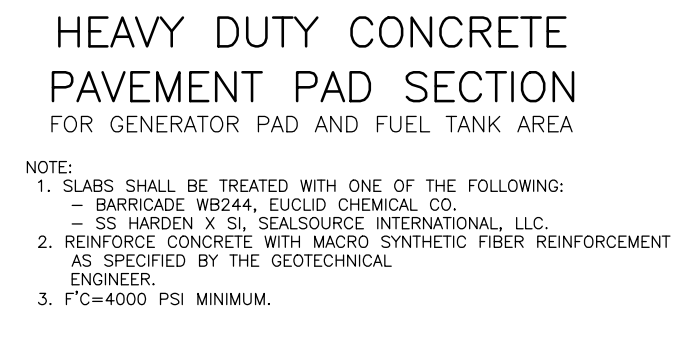 HEAVY DUTY CONCRETE
PAVEMENT PAD SECTION
FOR GENERATOR PAD AND FUEL TANK AREA
NOTE:
1. SLABS SHALL BE TREATED WITH ONE OF THE FOLLOWING:
– BARRICADE WB244, EUCLID CHEMICAL CO.
– SS HARDEN X SI, SEALSOURCE INTERNATIONAL, LLC.
2. REINFORCE CONCRETE WITH MACRO SYNTHETIC FIBER REINFORCEMENT
AS SPECIFIED BY THE GEOTECHNICAL
ENGINEER.
3. F'C=4000 PSI MINIMUM.